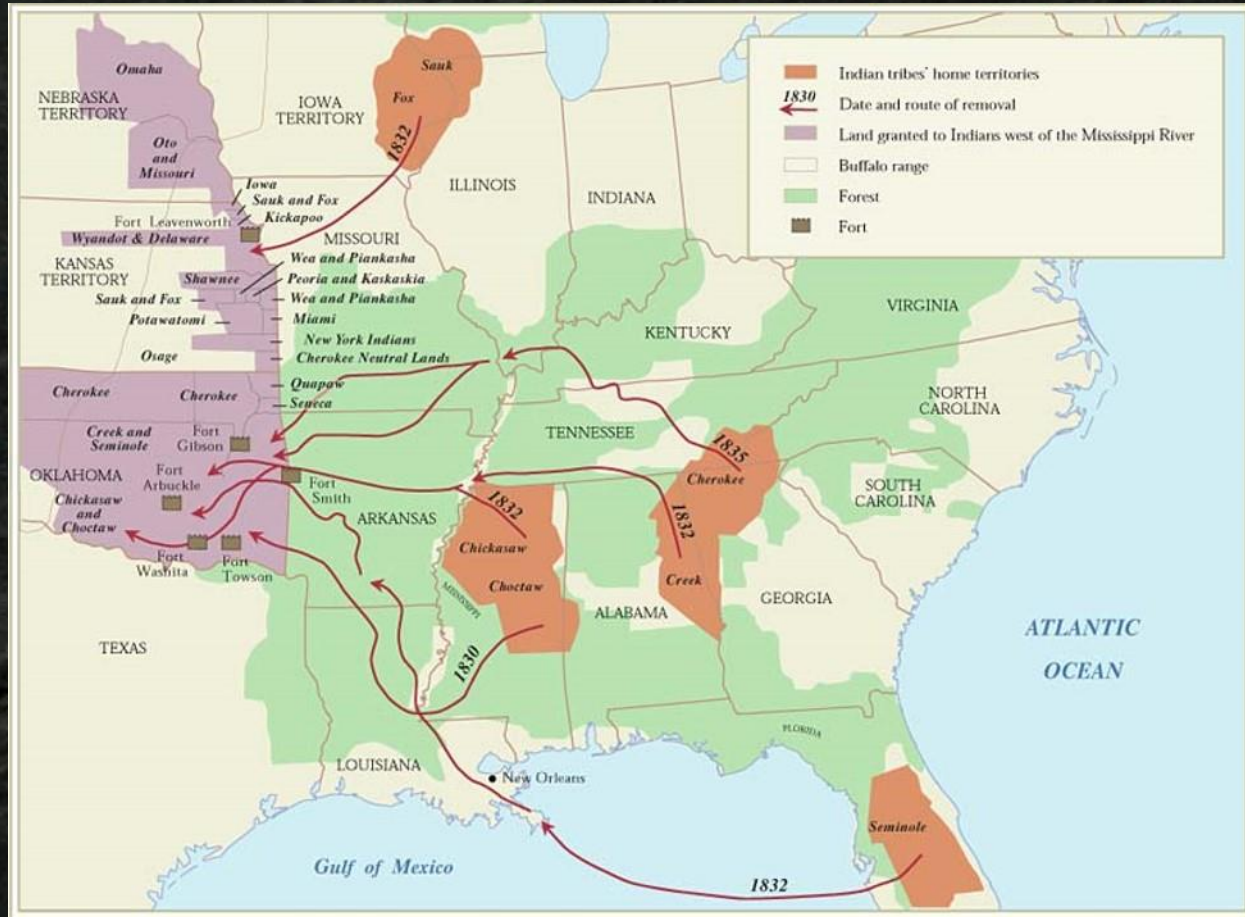 Indian tribes' home territories
1830
Date and route of removal
Land granted to Indians west of the Mississippi River
Buffalo range
Forest
Fort
Omaha
NEBRASKA
TERRITORY
Oto
and
Missouri
IOWA
TERRITORY
Sauk
Fox
1832
ILLINOIS
INDIANA
Iowa
Sauk and Fox
Kickapoo
Fort Leavenworth
Wyandot & Delaware
MISSOURI
KANSAS
TERRITORY
Shawnee
Wea and Piankasha
Peoria and Kaskaskia
Sauk and Fox
Wea and Piankasha
Potawatomi
Miami
New York Indians
Osage
Cherokee Neutral Lands
Cherokee
Cherokee
Quapaw
Seneca
Creek and
Seminole
Fort
Gibson
OKLAHOMA
Fort
Arbuckle
Chickasaw
and
Choctaw
Fort
Smith
Fort
Washita
Fort
Towson
ARKANSAS
KENTUCKY
VIRGINIA
TENNESSEE
NORTH
CAROLINA
1835
Cherokee
SOUTH
CAROLINA
1832
Chickasaw
Choctaw
1832
Creek
MISSISSIPPI
ALABAMA
GEORGIA
1830
TEXAS
LOUISIANA
New Orleans
FLORIDA
Seminole
1832
ATLANTIC
OCEAN
Gulf of Mexico